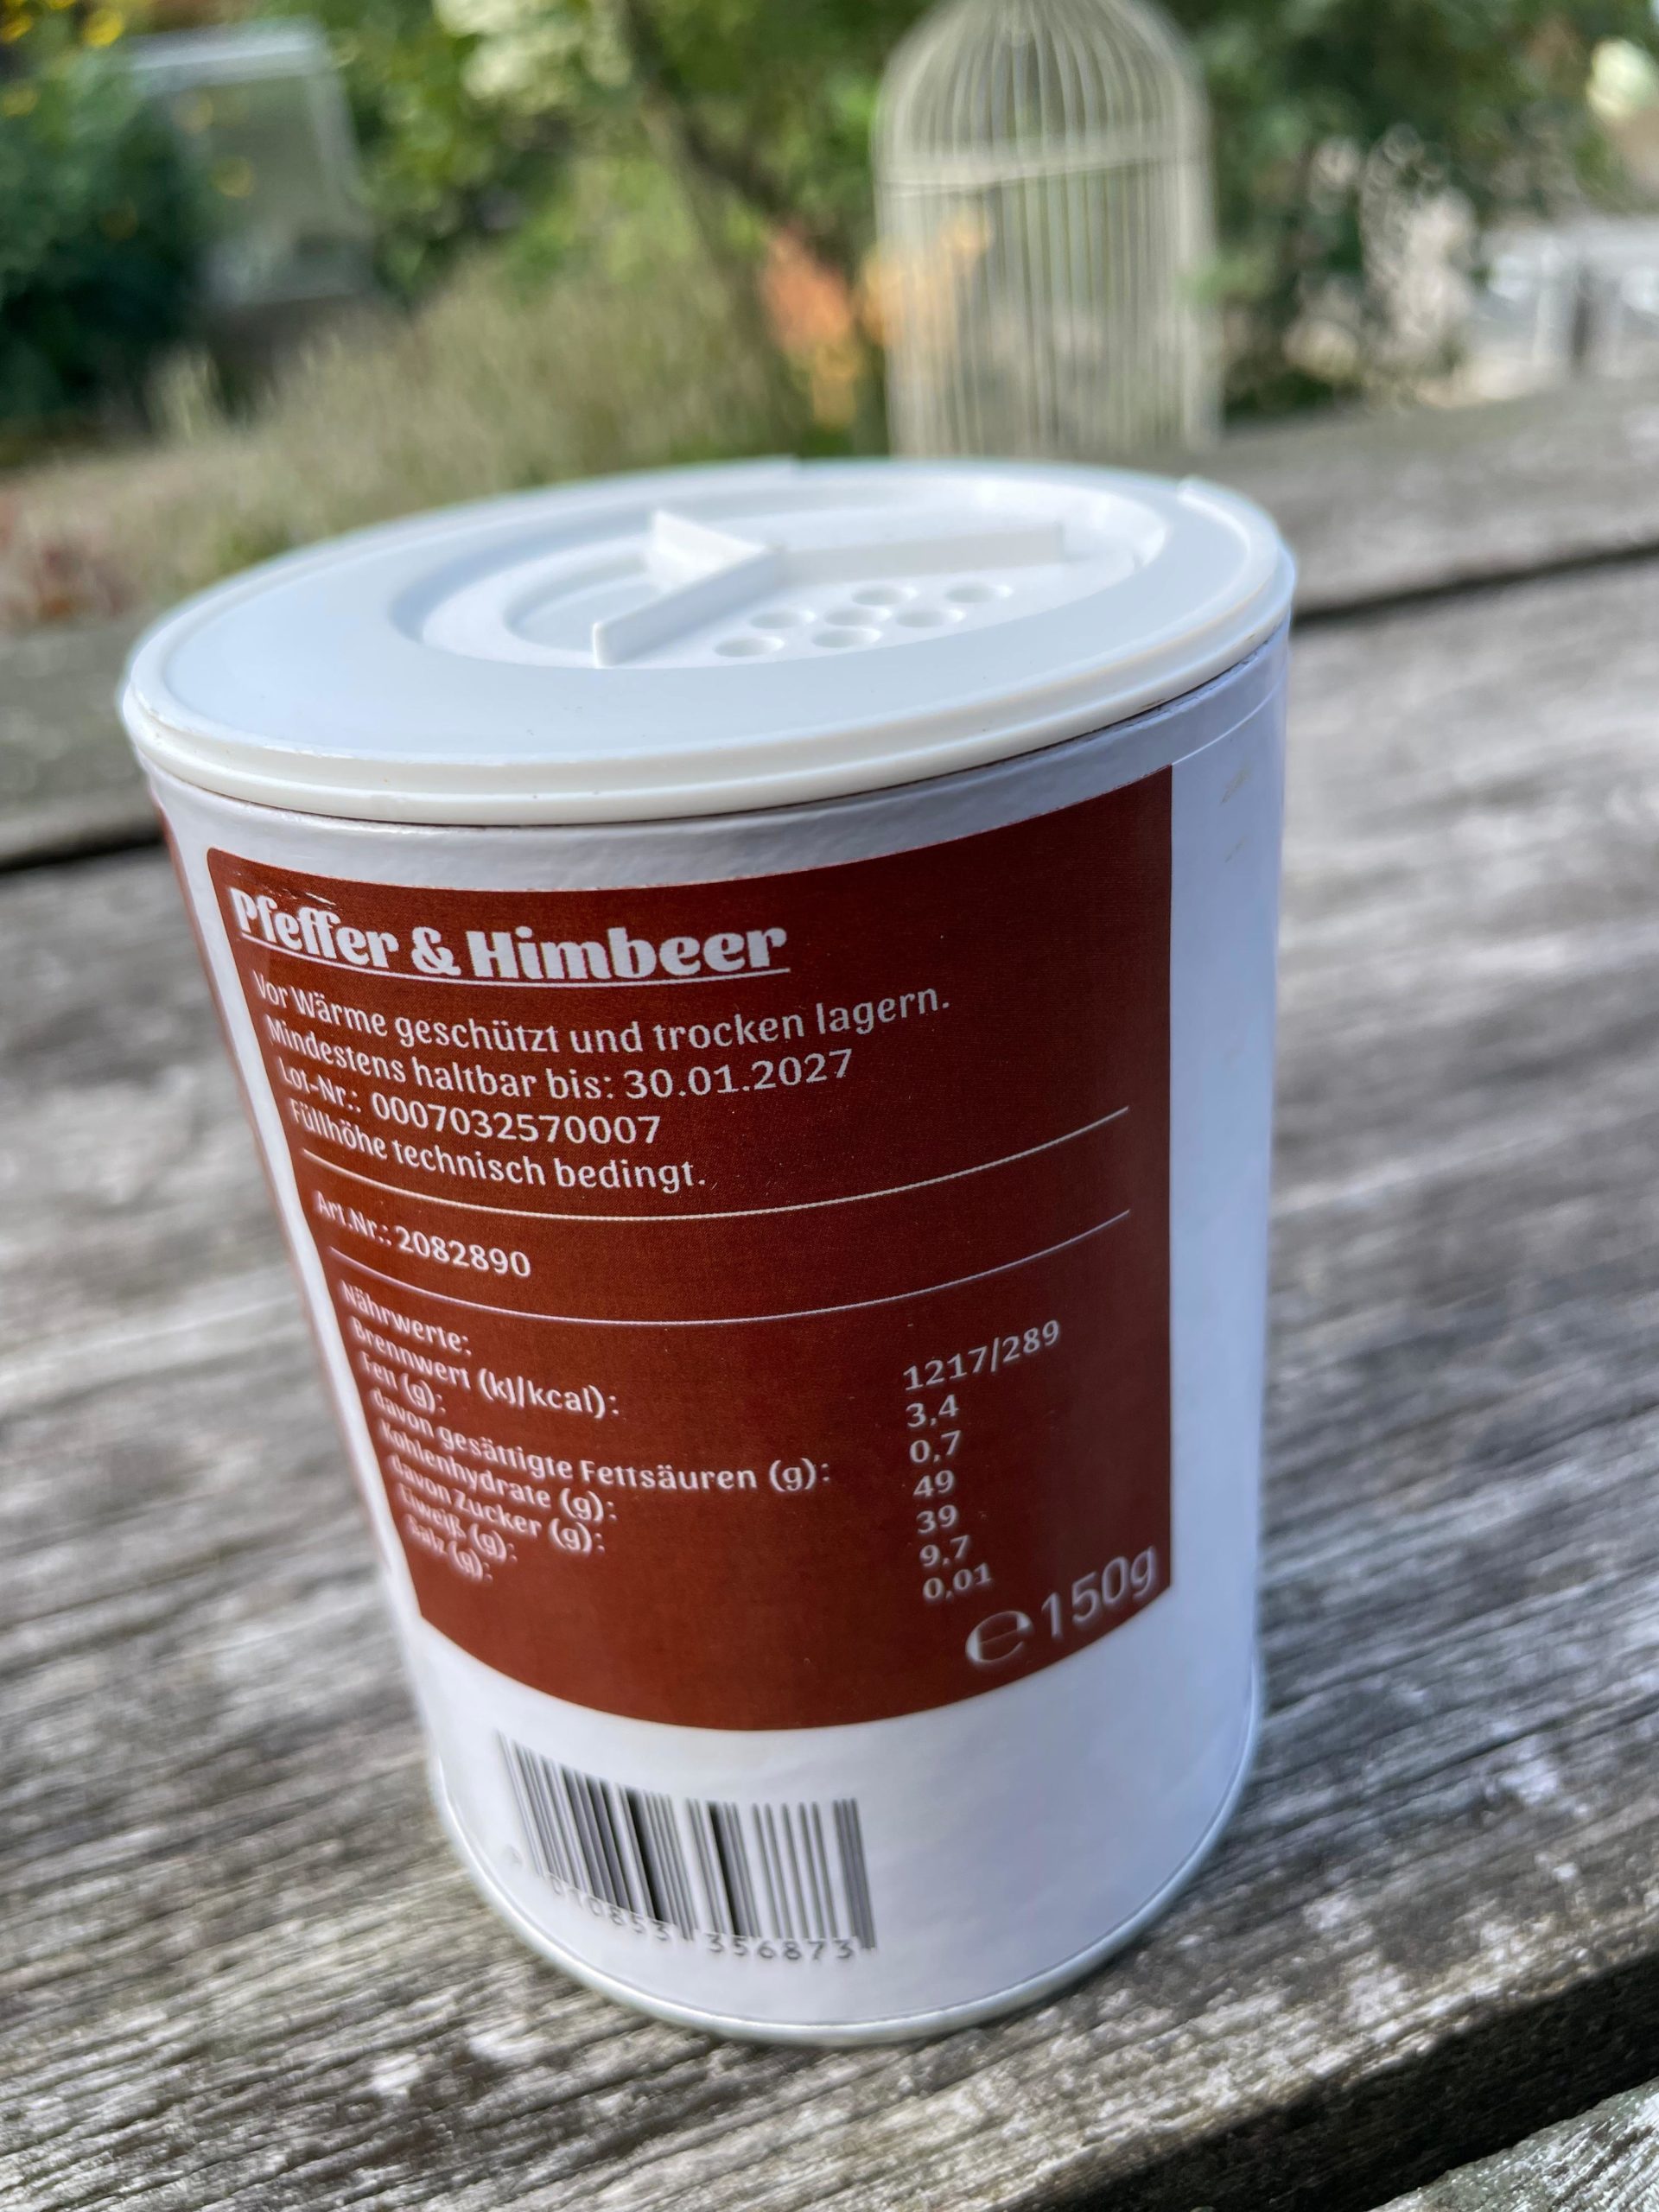 Pfeffer & Himbeer
Vor Wärme geschützt und trocken lagern.
Mindestens haltbar bis: 30.01.2027
Lot-Nr.: 0007032570007
Füllhöhe technisch bedingt.
Art.Nr.: 2082890
Nährwerte:
Brennwert (kJ/kcal): 1217/289
Fett (g): 3,4
davon gesättigte Fettsäuren (g): 0,7
Kohlenhydrate (g): 49
davon Zucker (g): 39
Eiweiß (g): 9,7
Salz (g): 0,01
℮150g
010853 356873